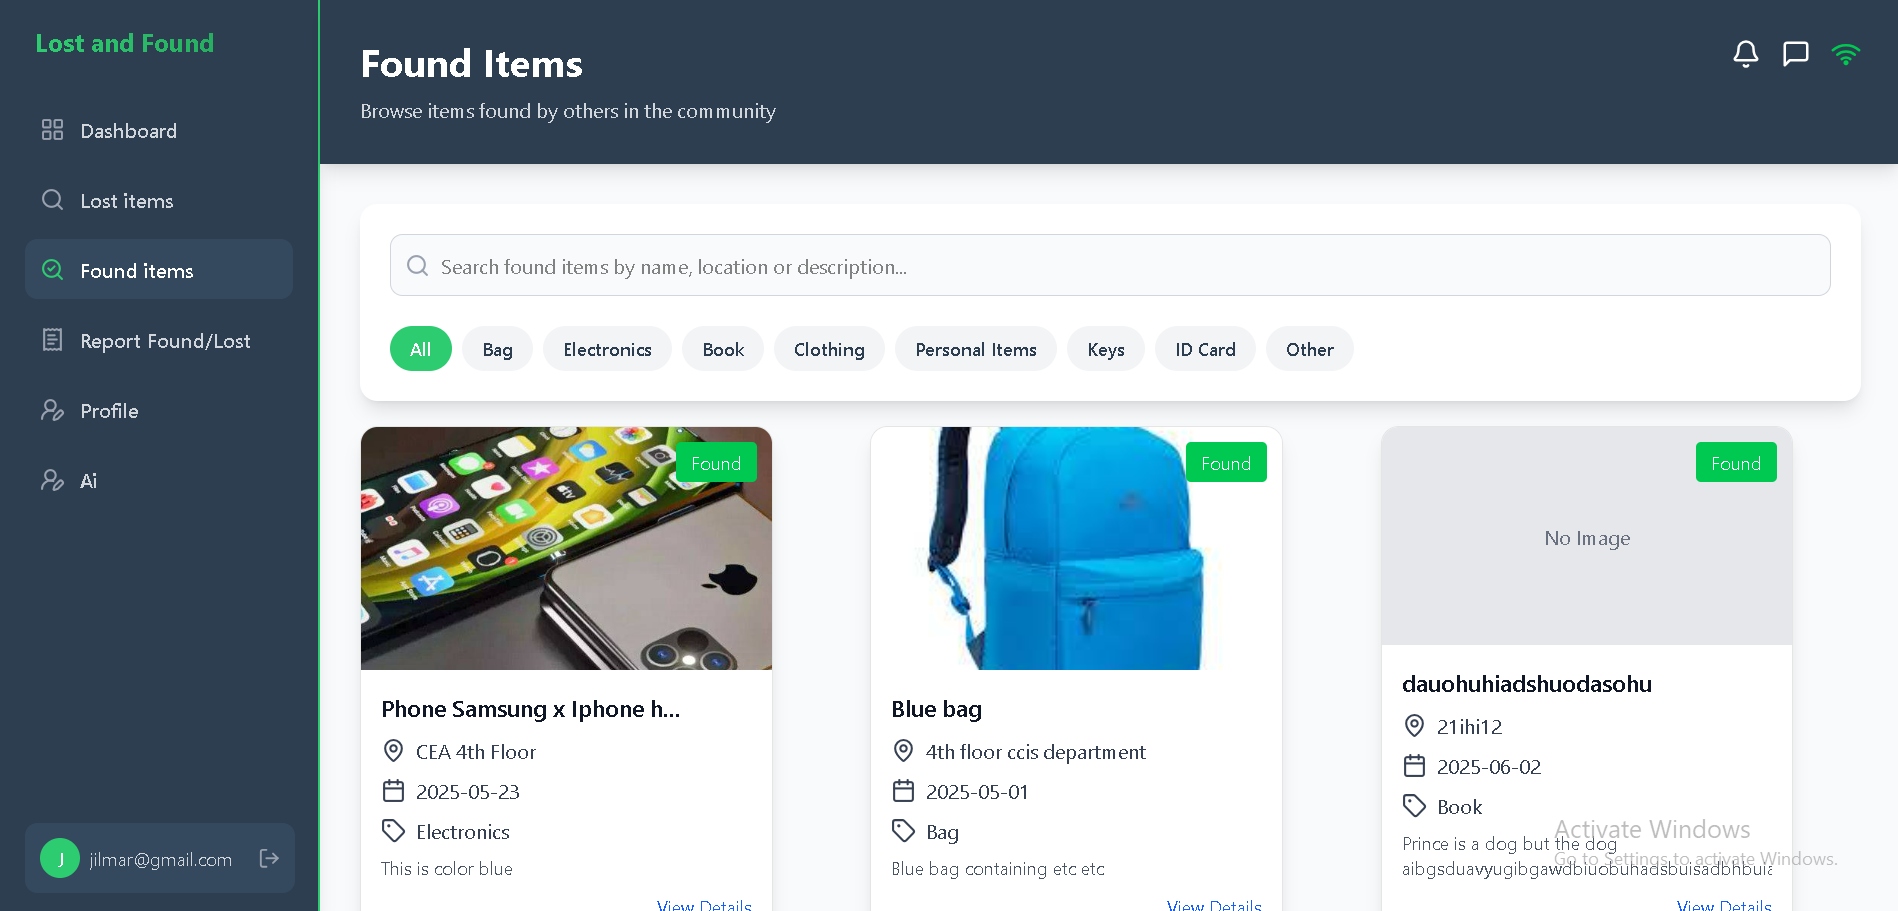 Lost and Found
Dashboard
Lost items
Found items
Report Found/Lost
Profile
Ai
J
jilmar@gmail.com
Found Items
Browse items found by others in the community
Search found items by name, location or description...
All
Bag
Electronics
Book
Clothing
Personal Items
Keys
ID Card
Other
Found
Phone Samsung x Iphone h...
CEA 4th Floor
2025-05-23
Electronics
This is color blue
View Details
Found
Blue bag
4th floor ccis department
2025-05-01
Bag
Blue bag containing etc etc
View Details
Found
No Image
dauohuhiadshuodasohu
21ihi12
2025-06-02
Book
Prince is a dog but the dog
View Details
Activate Windows
Go to Settings to activate Windows.